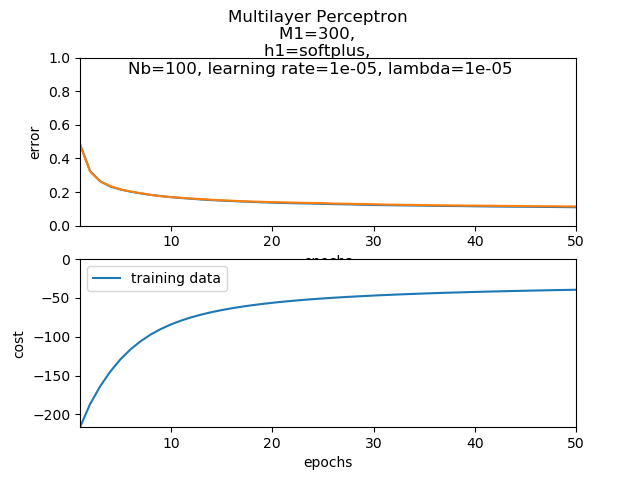 Multilayer Perceptron
M1=300,
h1=softplus,
Nb=100, learning rate=1e-05, lambda=1e-05
1.0
0.8
0.6
0.4
0.2
0.0
error
10
20
30
40
50
epochs
0
−50
−100
−150
−200
cost
training data
10
20
30
40
50
epochs